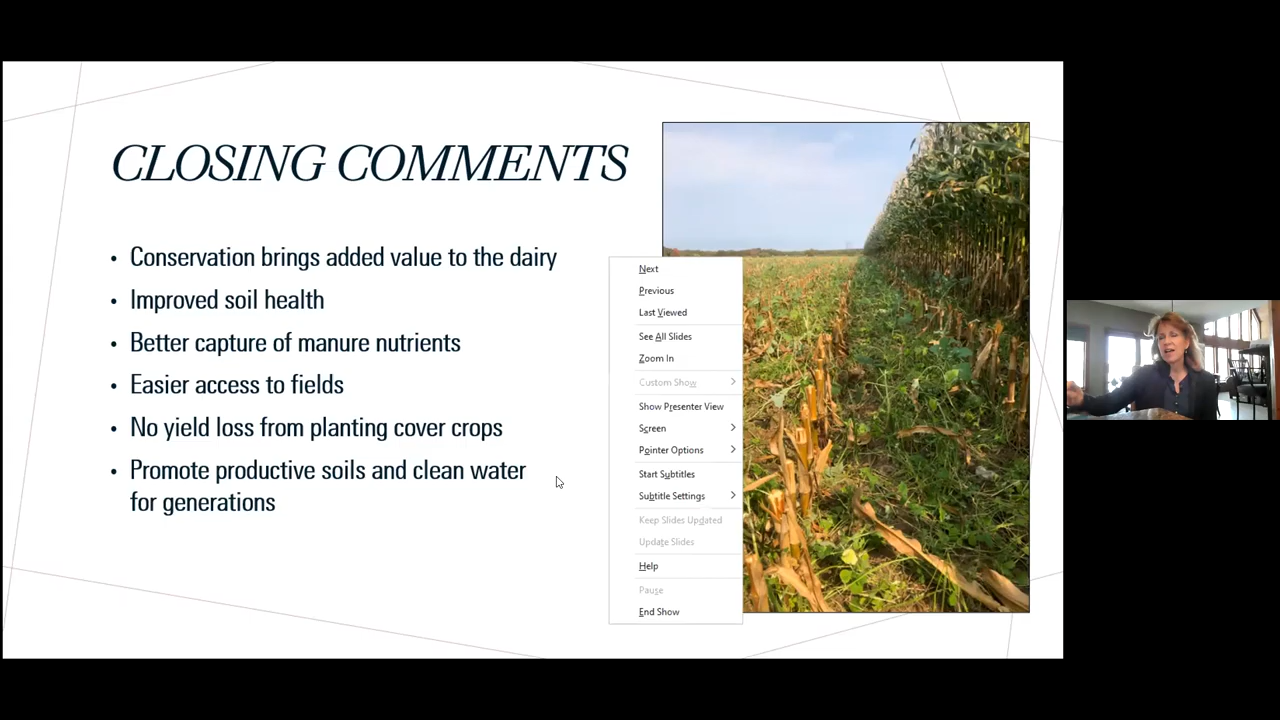 CLOSING COMMENTS
• Conservation brings added value to the dairy
• Improved soil health
• Better capture of manure nutrients
• Easier access to fields
• No yield loss from planting cover crops
• Promote productive soils and clean water
for generations
Next
Previous
Last Viewed
See All Slides
Zoom In
Custom Show
Show Presenter View
Screen
Pointer Options
Start Subtitles
Subtitle Settings
Keep Slides Updated
Update Slides
Help
Pause
End Show